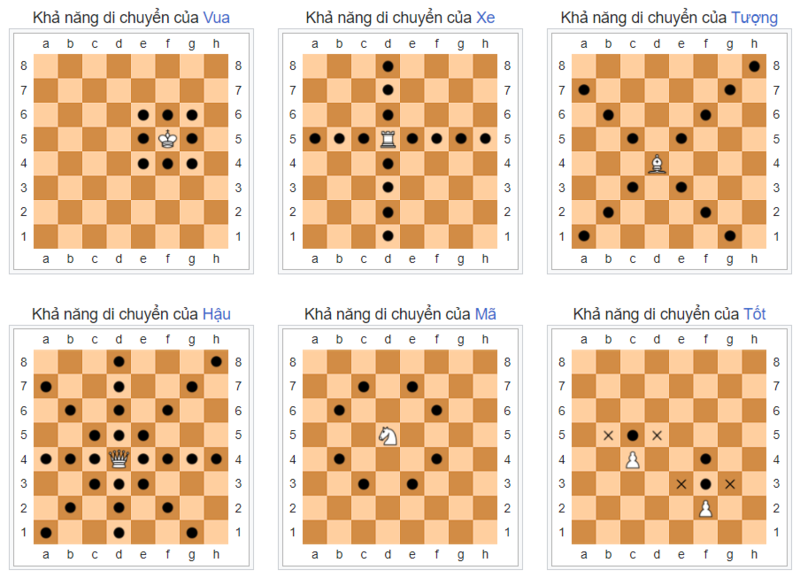 Khả năng di chuyển của Vua
Khả năng di chuyển của Xe
Khả năng di chuyển của Tượng
a b c d e f g h
a b c d e f g h
a b c d e f g h
8 8 8 8 8 8
7 7 7 7 7 7
6 6 6 6 6 6
5 5 5 5 5 5
4 4 4 4 4 4
3 3 3 3 3 3
2 2 2 2 2 2
1 1 1 1 1 1
a b c d e f g h
a b c d e f g h
a b c d e f g h
Khả năng di chuyển của Hậu
Khả năng di chuyển của Mã
Khả năng di chuyển của Tốt
a b c d e f g h
a b c d e f g h
a b c d e f g h
8 8 8 8 8 8
7 7 7 7 7 7
6 6 6 6 6 6
5 5 5 5 5 5
4 4 4 4 4 4
3 3 3 3 3 3
2 2 2 2 2 2
1 1 1 1 1 1
a b c d e f g h
a b c d e f g h
a b c d e f g h